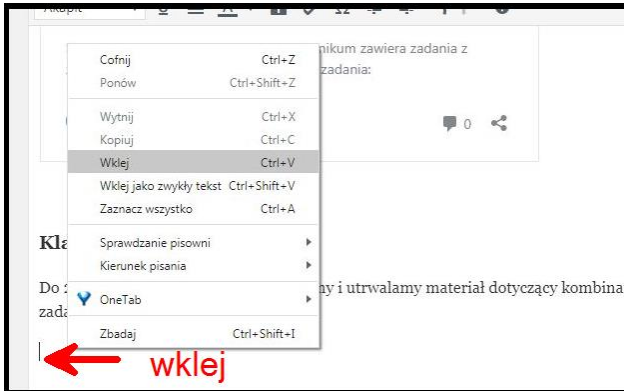 Akapit
nikum zawiera zadania z
zadania:
Cofnij Ctrl+Z
Ponów Ctrl+Shift+Z
Wytnij Ctrl+X
Kopiuj Ctrl+C
Wklej Ctrl+V
Wklej jako zwykły tekst Ctrl+Shift+V
Zaznacz wszystko Ctrl+A
Sprawdzanie pisowni
Kierunek pisania
OneTab
Zbadaj Ctrl+Shift+I
0
Kla
Do ny i utrwalamy materiał dotyczący kombina
zada
wklej